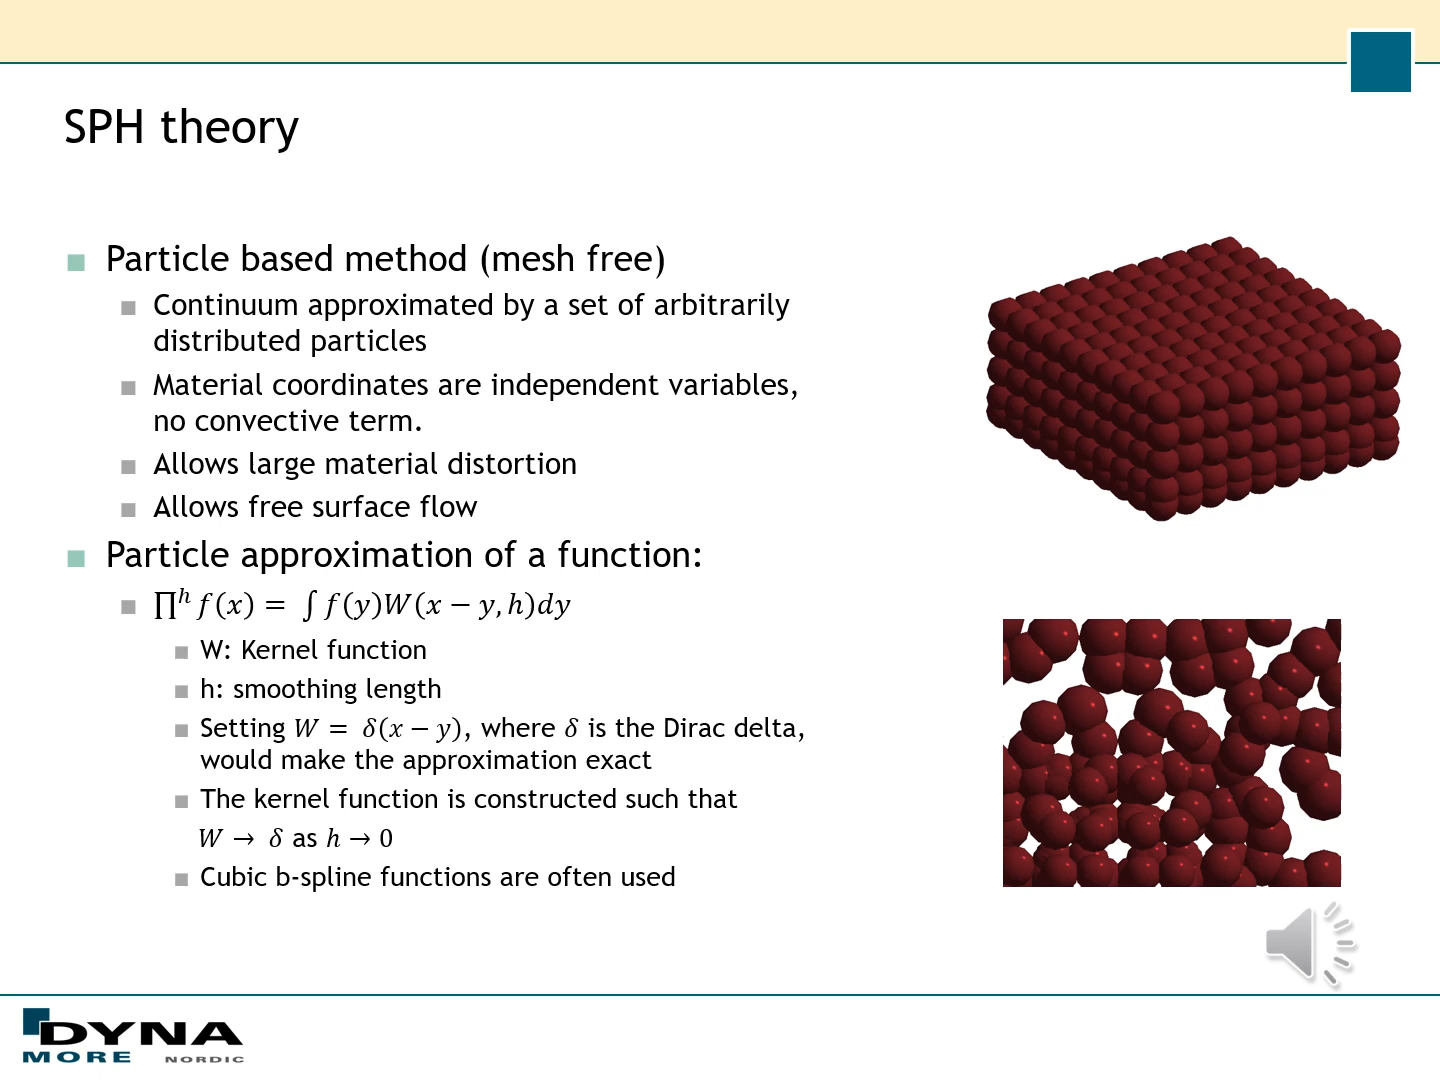 SPH theory
Particle based method (mesh free)
Continuum approximated by a set of arbitrarily
distributed particles
Material coordinates are independent variables,
no convective term.
Allows large material distortion
Allows free surface flow
Particle approximation of a function:
∏ʰ f(x) = ∫ f(y)W(x − y, h)dy
W: Kernel function
h: smoothing length
Setting W = δ(x − y), where δ is the Dirac delta,
would make the approximation exact
The kernel function is constructed such that
W → δ as h → 0
Cubic b-spline functions are often used
DYNA
MORE NORDIC